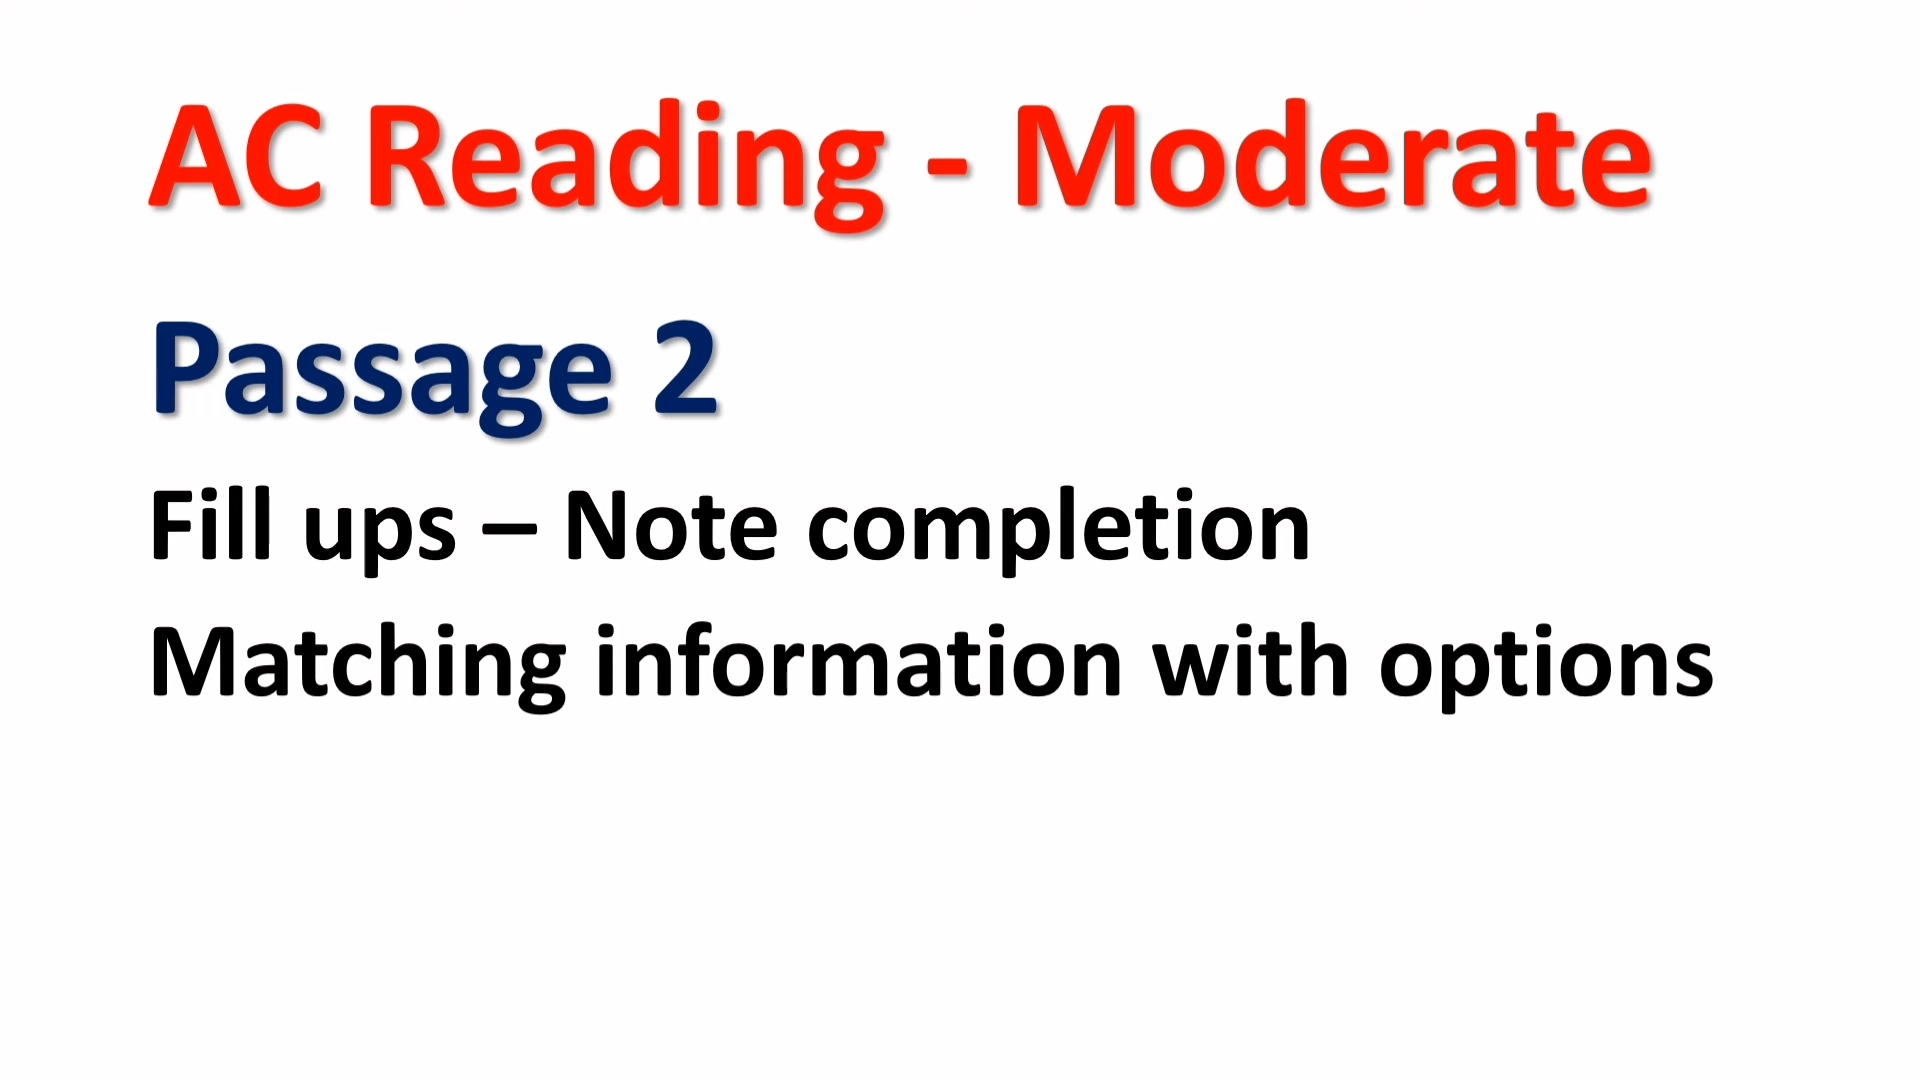 AC Reading - Moderate
Passage 2
Fill ups – Note completion
Matching information with options